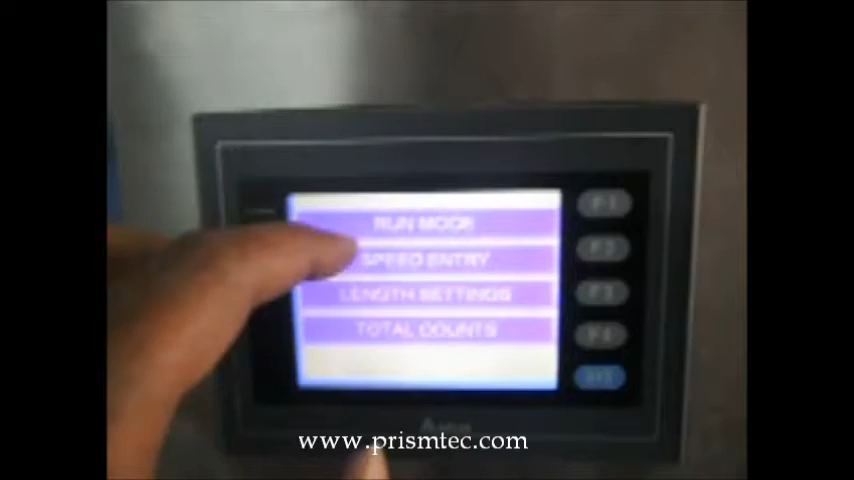 RUN MODE
F1
SPEED ENTRY
F2
LENGTH SETTINGS
F3
TOTAL COUNTS
F4
www.prismtec.com